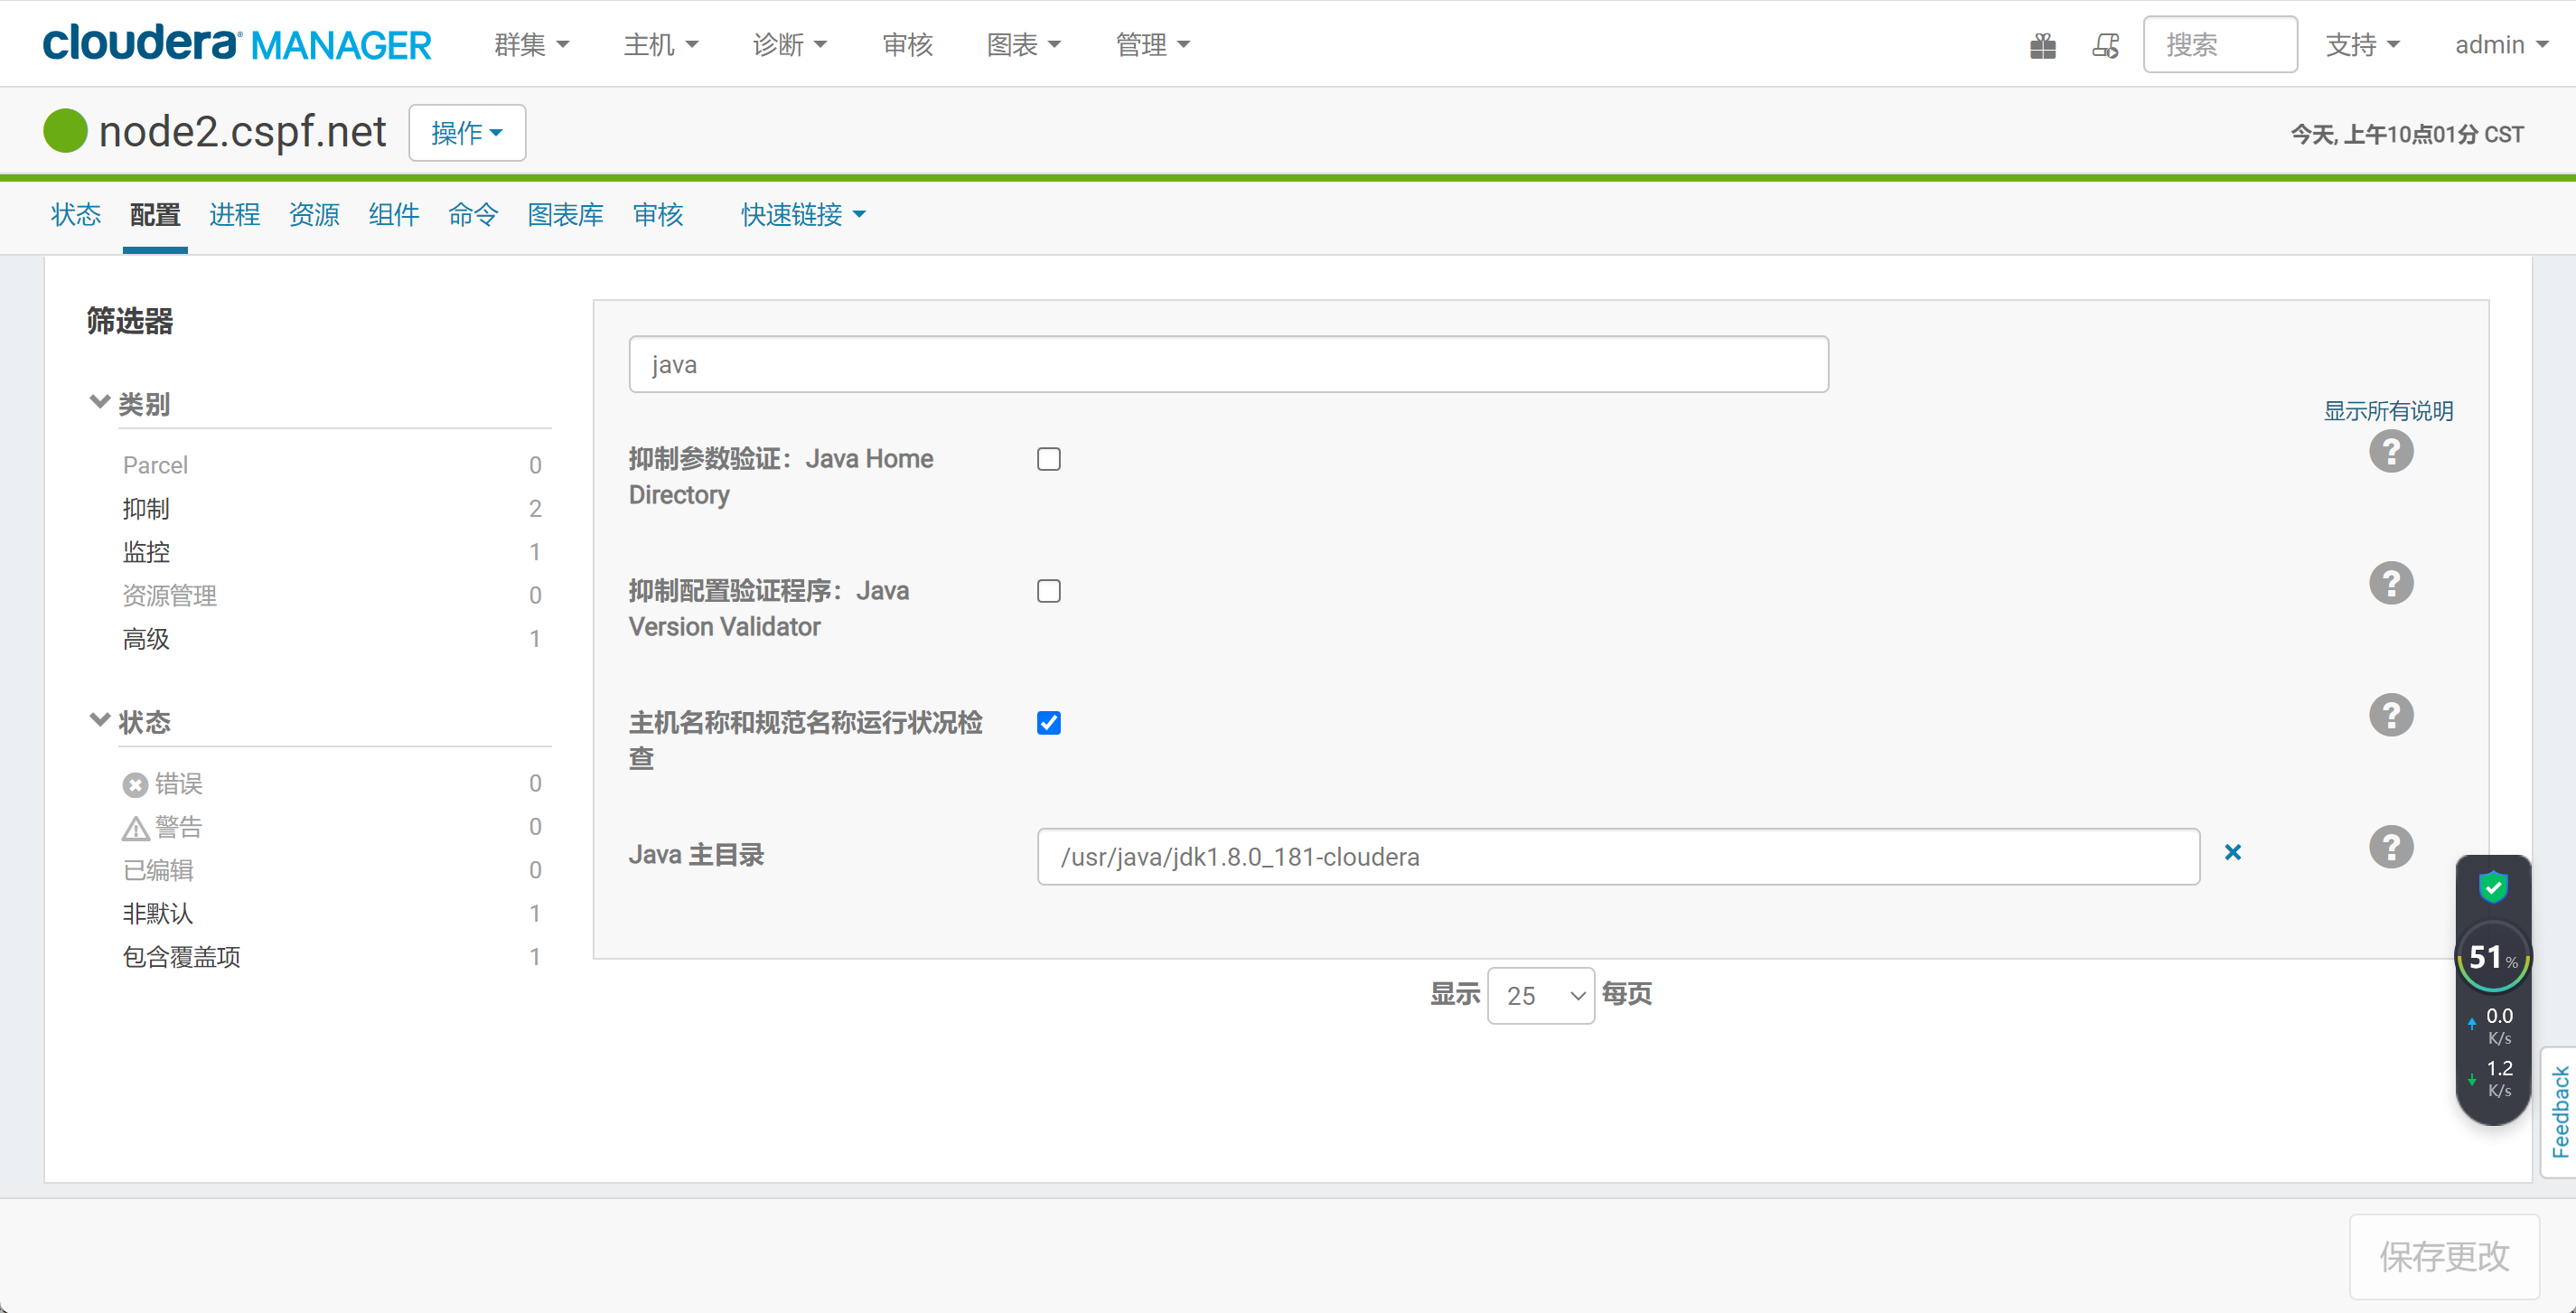 cloudera MANAGER 群集 主机 诊断 审核 图表 管理 搜索 支持 admin
node2.cspf.net 操作 今天, 上午10点01分 CST
状态 配置 进程 资源 组件 命令 图表库 审核 快速链接
筛选器
类别
Parcel 0
抑制 2
监控 1
资源管理 0
高级 1
状态
错误 0
警告 0
已编辑 0
非默认 1
包含覆盖项 1
java
显示所有说明
抑制参数验证：Java Home
Directory
抑制配置验证程序：Java
Version Validator
主机名称和规范名称运行状况检
查
Java 主目录 /usr/java/jdk1.8.0_181-cloudera
显示 25 每页
51%
0.0
K/s
1.2
K/s
Feedback
保存更改